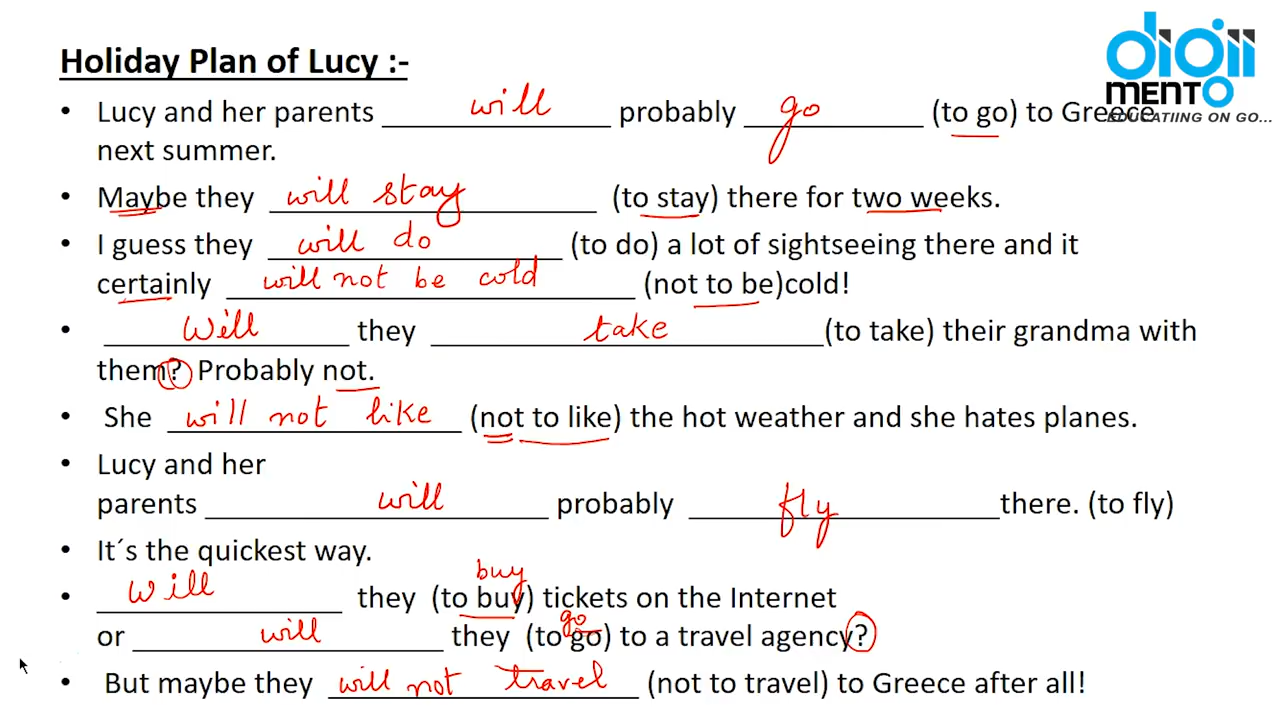 Holiday Plan of Lucy :-
digii
MENTO
EDUCATIING ON GO...
• Lucy and her parents will probably go (to go) to Greece
next summer.
• Maybe they will stay (to stay) there for two weeks.
• I guess they will do (to do) a lot of sightseeing there and it
certainly will not be cold (not to be)cold!
• Will they take (to take) their grandma with
them? Probably not.
• She will not like (not to like) the hot weather and she hates planes.
• Lucy and her
parents will probably fly there. (to fly)
• It´s the quickest way.
buy
• Will they (to buy) tickets on the Internet
go
or will they (to go) to a travel agency?
• But maybe they will not travel (not to travel) to Greece after all!